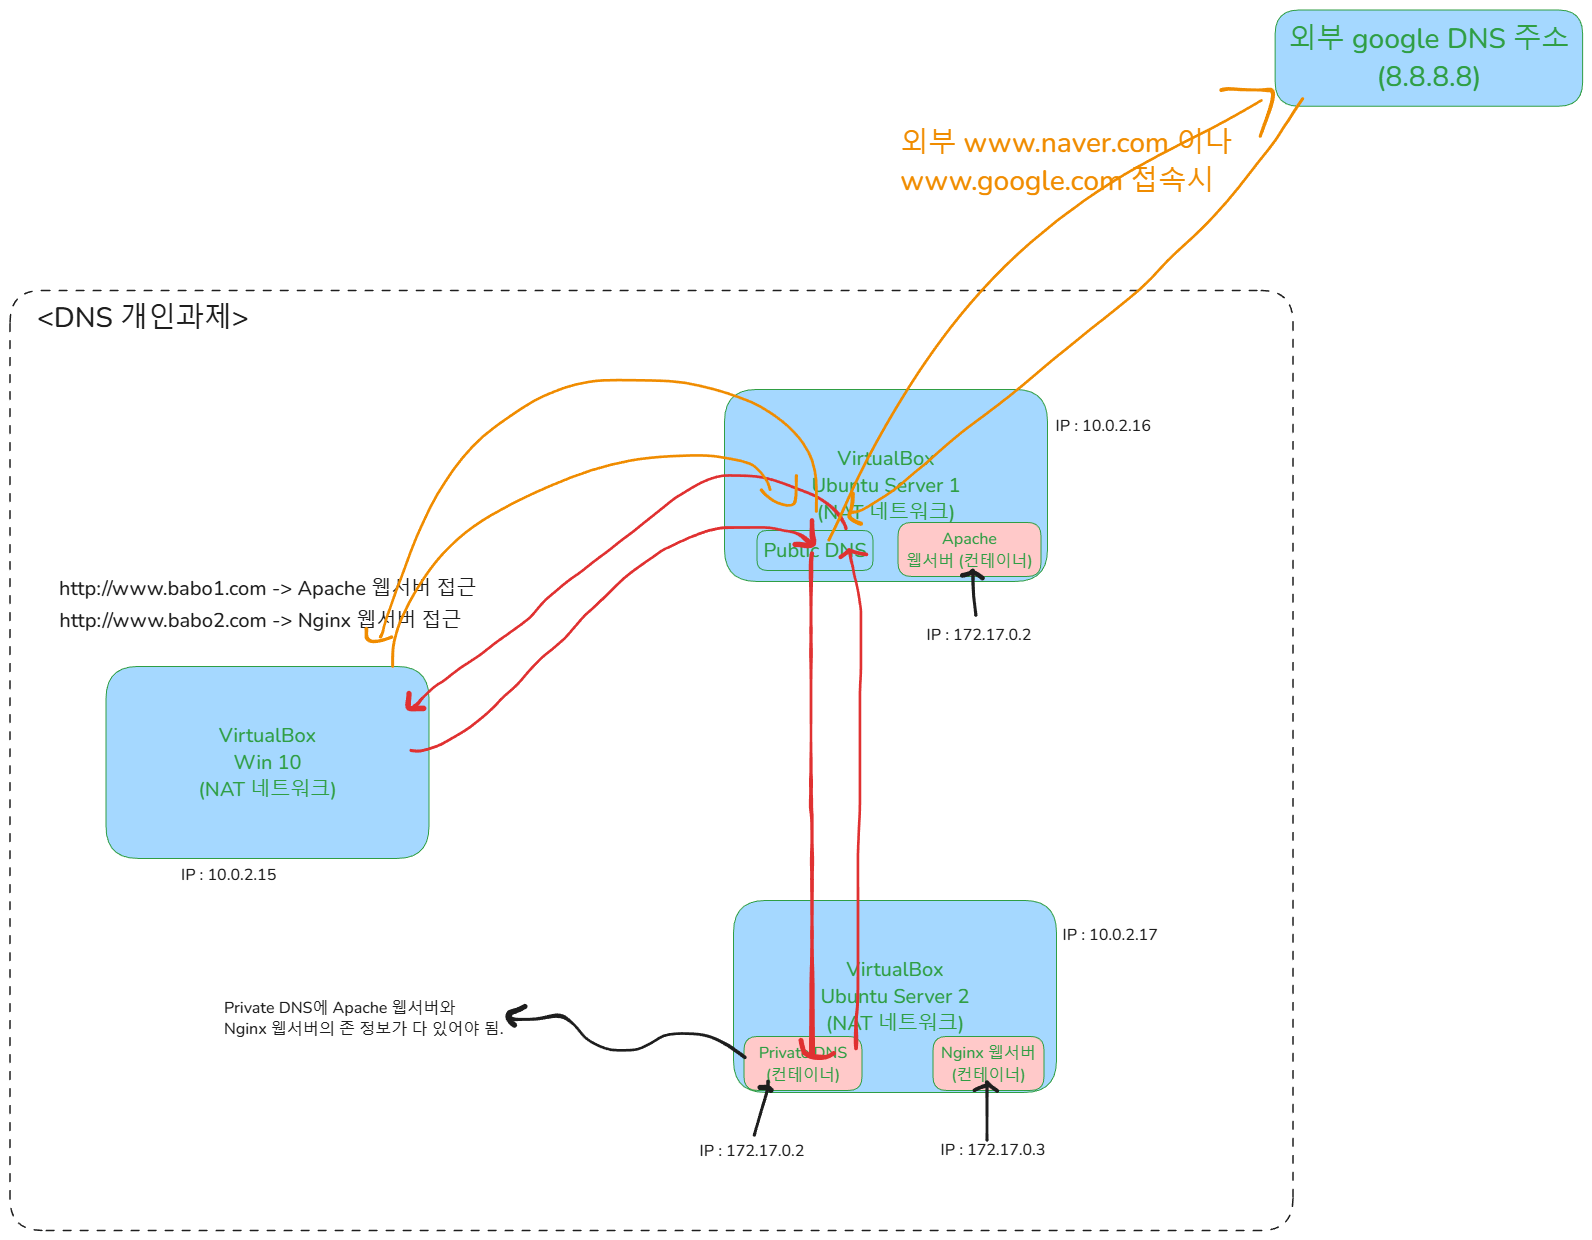 외부 google DNS 주소
(8.8.8.8)
외부 www.naver.com 이나
www.google.com 접속시
<DNS 개인과제>
IP : 10.0.2.16
VirtualBox
Ubuntu Server 1
(NAT 네트워크)
Public DNS
Apache
웹서버 (컨테이너)
IP : 172.17.0.2
http://www.babo1.com -> Apache 웹서버 접근
http://www.babo2.com -> Nginx 웹서버 접근
VirtualBox
Win 10
(NAT 네트워크)
IP : 10.0.2.15
IP : 10.0.2.17
VirtualBox
Ubuntu Server 2
(NAT 네트워크)
Private DNS에 Apache 웹서버와
Nginx 웹서버의 존 정보가 다 있어야 됨.
Private DNS
(컨테이너)
Nginx 웹서버
(컨테이너)
IP : 172.17.0.2
IP : 172.17.0.3